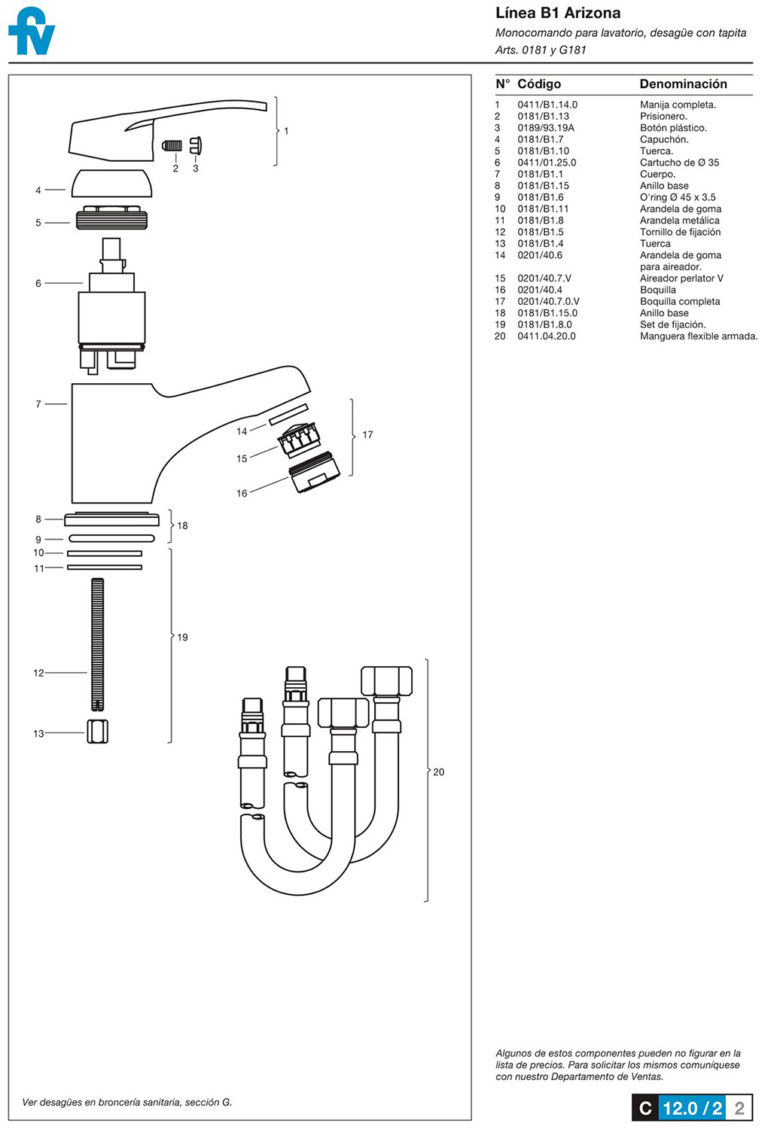 fv
Línea B1 Arizona
Monocomando para lavatorio, desagüe con tapita
Arts. 0181 y G181
N° Código Denominación
1 0411/B1.14.0 Manija completa.
2 0181/B1.13 Prisionero.
3 0189/93.19A Botón plástico.
4 0181/B1.7 Capuchón.
5 0181/B1.10 Tuerca.
6 0411/01.25.0 Cartucho de Ø 35
7 0181/B1.1 Cuerpo.
8 0181/B1.15 Anillo base
9 0181/B1.6 O'ring Ø 45 x 3.5
10 0181/B1.11 Arandela de goma
11 0181/B1.8 Arandela metálica
12 0181/B1.5 Tornillo de fijación
13 0181/B1.4 Tuerca
14 0201/40.6 Arandela de goma
para aireador.
15 0201/40.7.V Aireador perlator V
16 0201/40.4 Boquilla
17 0201/40.7.0.V Boquilla completa
18 0181/B1.15.0 Anillo base
19 0181/B1.8.0 Set de fijación.
20 0411.04.20.0 Manguera flexible armada.
1
2
3
4
5
6
7
14
17
15
16
8
18
9
10
11
19
12
13
20
Algunos de estos componentes pueden no figurar en la
lista de precios. Para solicitar los mismos comuníquese
con nuestro Departamento de Ventas.
Ver desagües en broncería sanitaria, sección G.
C 12.0 / 2 2